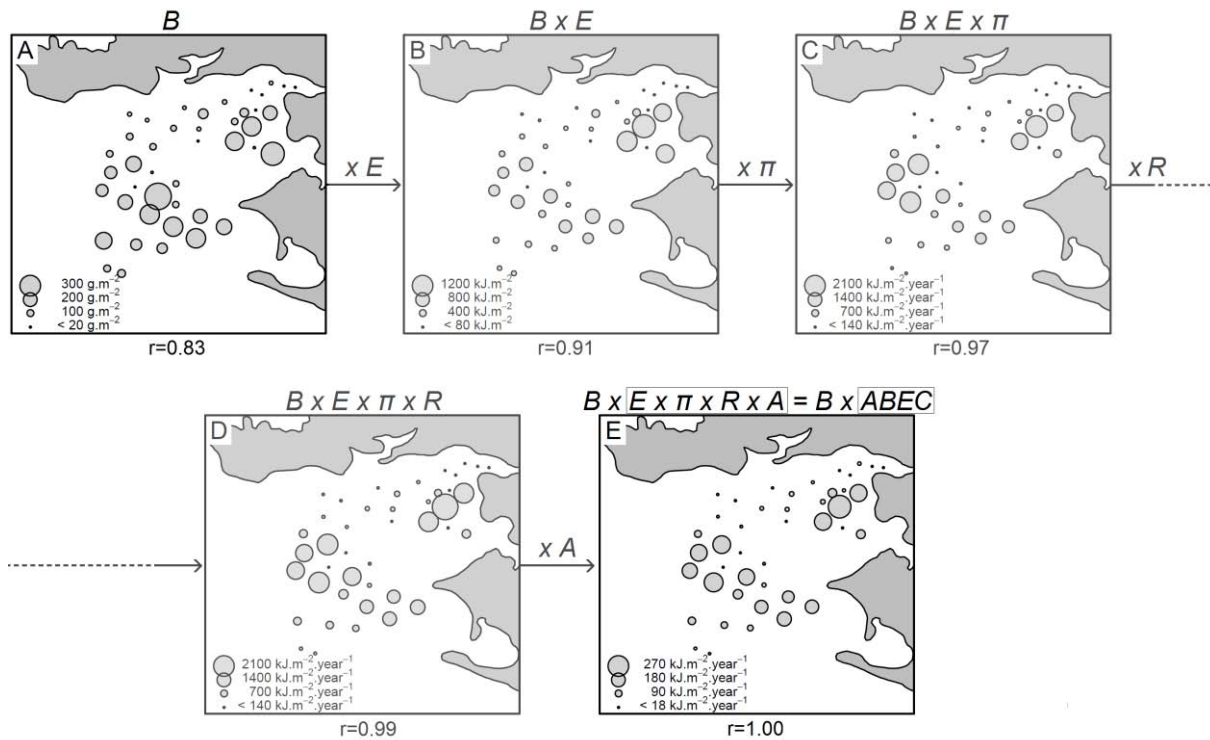 B
A
300 g.m⁻²
200 g.m⁻²
100 g.m⁻²
< 20 g.m⁻²
r=0.83
x E
B x E
B
1200 kJ.m⁻²
800 kJ.m⁻²
400 kJ.m⁻²
< 80 kJ.m⁻²
r=0.91
x π
B x E x π
C
2100 kJ.m⁻².year⁻¹
1400 kJ.m⁻².year⁻¹
700 kJ.m⁻².year⁻¹
< 140 kJ.m⁻².year⁻¹
r=0.97
x R
B x E x π x R
D
2100 kJ.m⁻².year⁻¹
1400 kJ.m⁻².year⁻¹
700 kJ.m⁻².year⁻¹
< 140 kJ.m⁻².year⁻¹
r=0.99
x A
B x E x π x R x A = B x ABEC
E
270 kJ.m⁻².year⁻¹
180 kJ.m⁻².year⁻¹
90 kJ.m⁻².year⁻¹
< 18 kJ.m⁻².year⁻¹
r=1.00